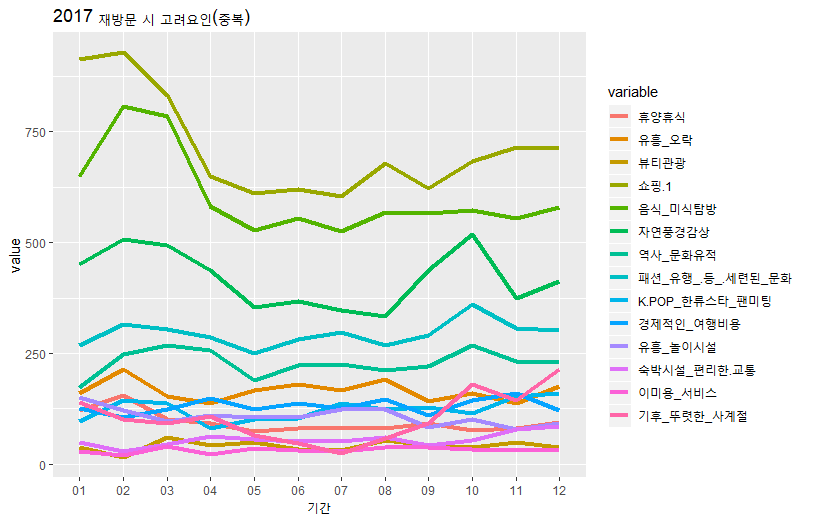 2017 재방문 시 고려요인(중복)
value
750
500
250
0
01 02 03 04 05 06 07 08 09 10 11 12
기간
variable
휴양휴식
유흥_오락
뷰티관광
쇼핑.1
음식_미식탐방
자연풍경감상
역사_문화유적
패션_유행_.등_.세련된_문화
K.POP_한류스타_팬미팅
경제적인_여행비용
유흥_놀이시설
숙박시설_편리한.교통
이미용_서비스
기후_뚜렷한_사계절